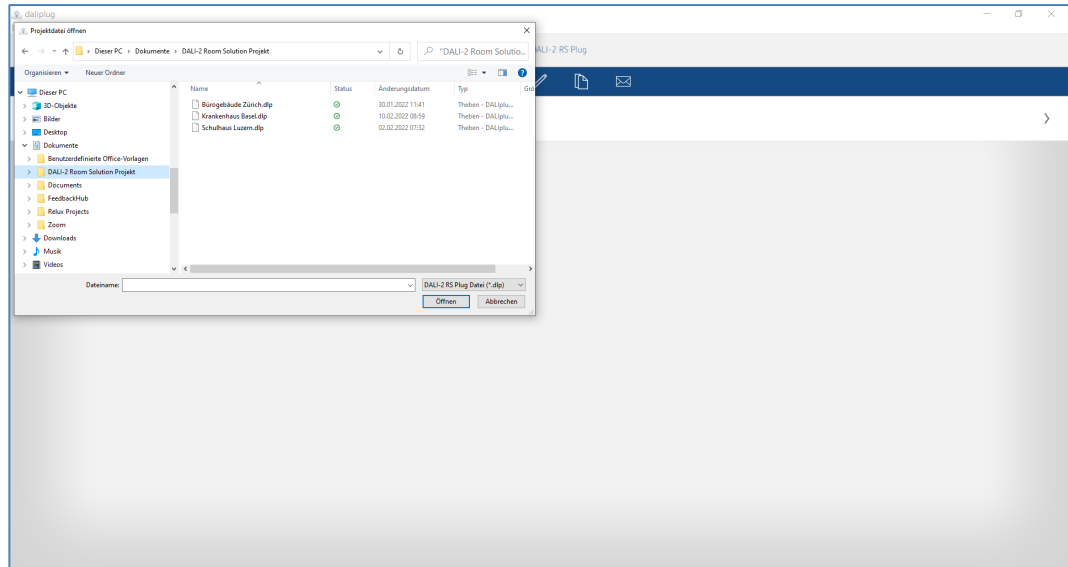 daliplug
Projektdatei öffnen
Dieser PC › Dokumente › DALI-2 Room Solution Projekt
"DALI-2 Room Solutio...
ALI-2 RS Plug
Organisieren
Neuer Ordner
Name
Status
Änderungsdatum
Typ
Grö
Bürogebäude Zürich.dlp
30.01.2022 11:41
Theben - DALIplu...
Krankenhaus Basel.dlp
10.02.2022 08:59
Theben - DALIplu...
Schulhaus Luzern.dlp
02.02.2022 07:32
Theben - DALIplu...
Dieser PC
3D-Objekte
Bilder
Desktop
Dokumente
Benutzerdefinierte Office-Vorlagen
DALI-2 Room Solution Projekt
Documents
FeedbackHub
Relux Projects
Zoom
Downloads
Musik
Videos
Dateiname:
DALI-2 RS Plug Datei (*.dlp)
Öffnen
Abbrechen